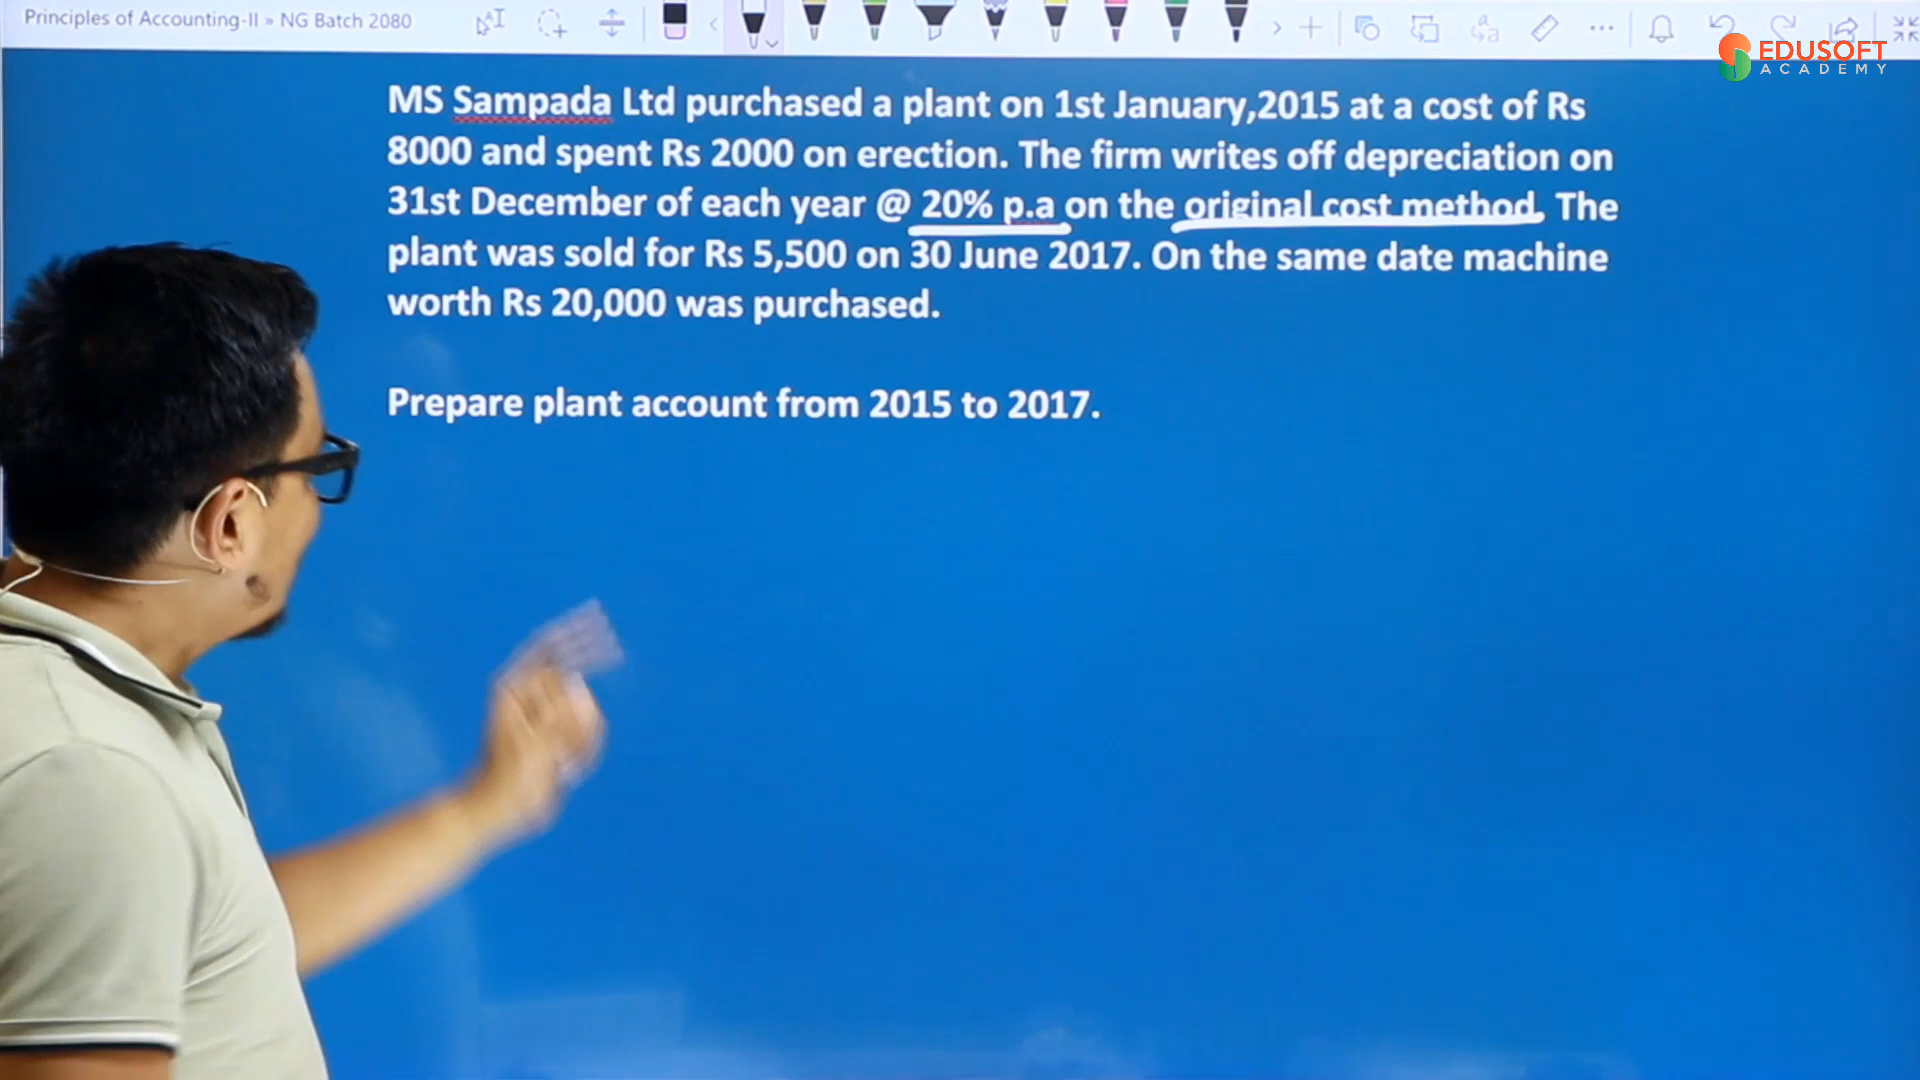 Principles of Accounting-II » NG Batch 2080
EDUSOFT
ACADEMY
MS Sampada Ltd purchased a plant on 1st January,2015 at a cost of Rs
8000 and spent Rs 2000 on erection. The firm writes off depreciation on
31st December of each year @ 20% p.a on the original cost method. The
plant was sold for Rs 5,500 on 30 June 2017. On the same date machine
worth Rs 20,000 was purchased.
Prepare plant account from 2015 to 2017.